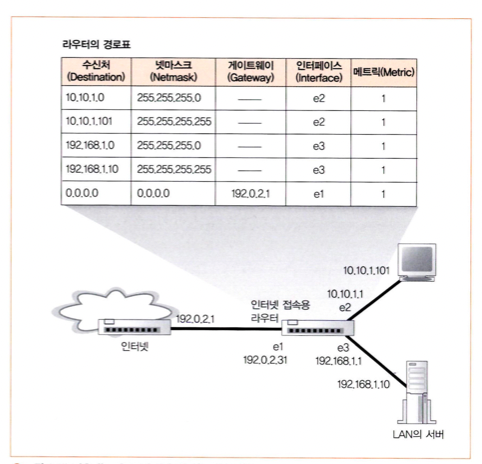 라우터의 경로표
수신처 (Destination) 넷마스크 (Netmask) 게이트웨이 (Gateway) 인터페이스 (Interface) 메트릭(Metric)
10,10,1,0 255,255,255,0 —— e2 1
10,10,1,101 255,255,255,255 —— e2 1
192,168,1,0 255,255,255,0 —— e3 1
192,168,1,10 255,255,255,255 —— e3 1
0,0,0,0 0,0,0,0 192,0,2,1 e1 1
10,10,1,101
10,10,1,1
e2
인터넷 접속용
라우터
192,0,2,1
인터넷
e1
192,0,2,31
e3
192,168,1,1
192,168,1,10
LAN의 서버